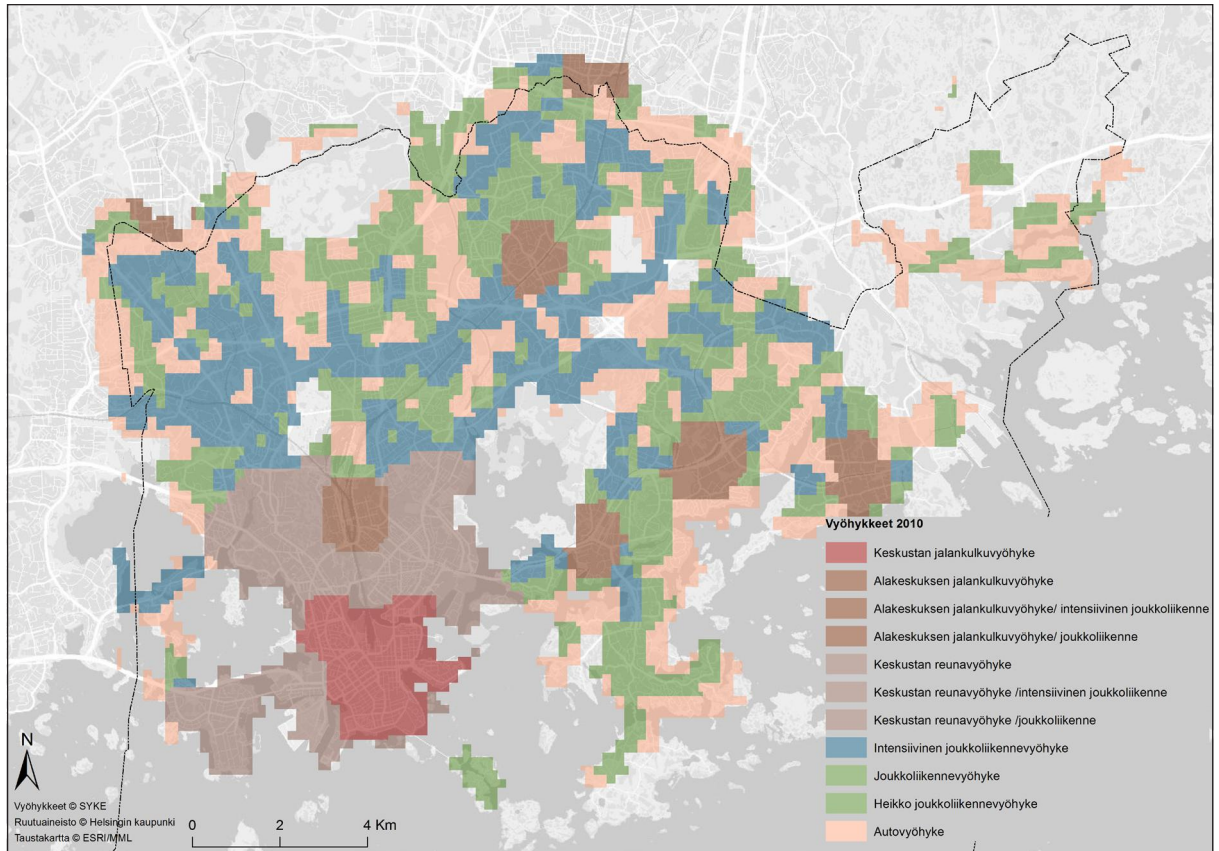 Vyöhykkeet 2010
Keskustan jalankulkuvyöhyke
Alakeskuksen jalankulkuvyöhyke
Alakeskuksen jalankulkuvyöhyke/ intensiivinen joukkoliikenne
Alakeskuksen jalankulkuvyöhyke/ joukkoliikenne
Keskustan reunavyöhyke
Keskustan reunavyöhyke /intensiivinen joukkoliikenne
Keskustan reunavyöhyke /joukkoliikenne
Intensiivinen joukkoliikennevyöhyke
Joukkoliikennevyöhyke
Heikko joukkoliikennevyöhyke
Autovyöhyke
N
Vyöhykkeet © SYKE
Ruutuaineisto © Helsingin kaupunki
Taustakartta © ESRI/MML
0 2 4 Km